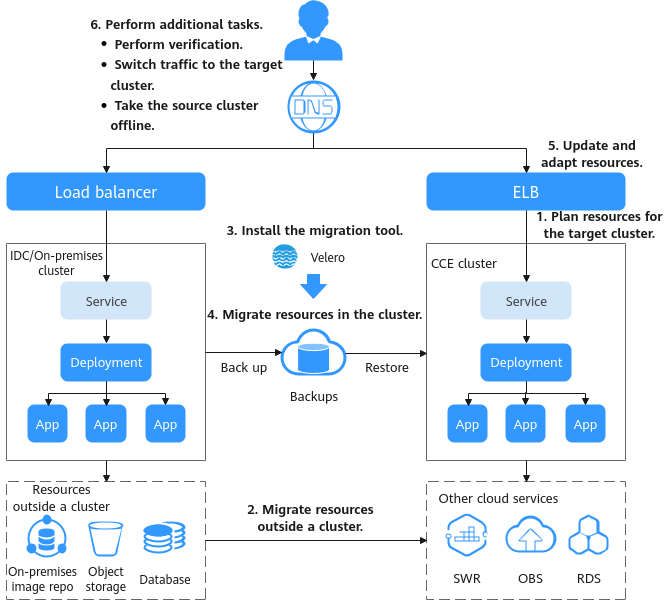 6. Perform additional tasks.
• Perform verification.
• Switch traffic to the target
cluster.
• Take the source cluster
offline.
DNS
5. Update and
adapt resources.
Load balancer
ELB
1. Plan resources for
the target cluster.
3. Install the migration tool.
Velero
IDC/On-premises
cluster
CCE cluster
Service
Service
4. Migrate resources in the cluster.
Deployment
Deployment
Back up
Restore
Backups
App
App
App
App
App
App
Resources
outside a cluster
2. Migrate resources
outside a cluster.
Other cloud services
On-premises
image repo
Object
storage
Database
SWR
OBS
RDS